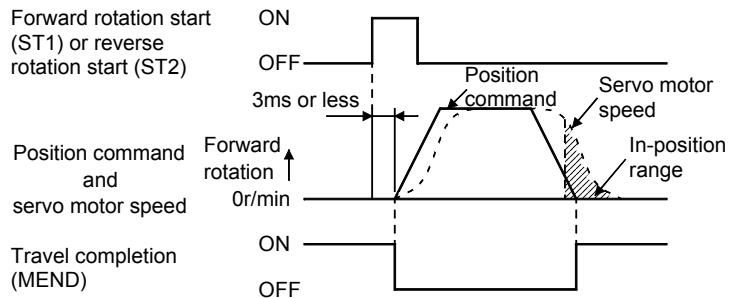 Forward rotation start
(ST1) or reverse
rotation start (ST2)
ON
OFF
3ms or less
Position
command
Servo motor
speed
In-position
range
Position command
and
servo motor speed
Forward
rotation
0r/min
Travel completion
(MEND)
ON
OFF